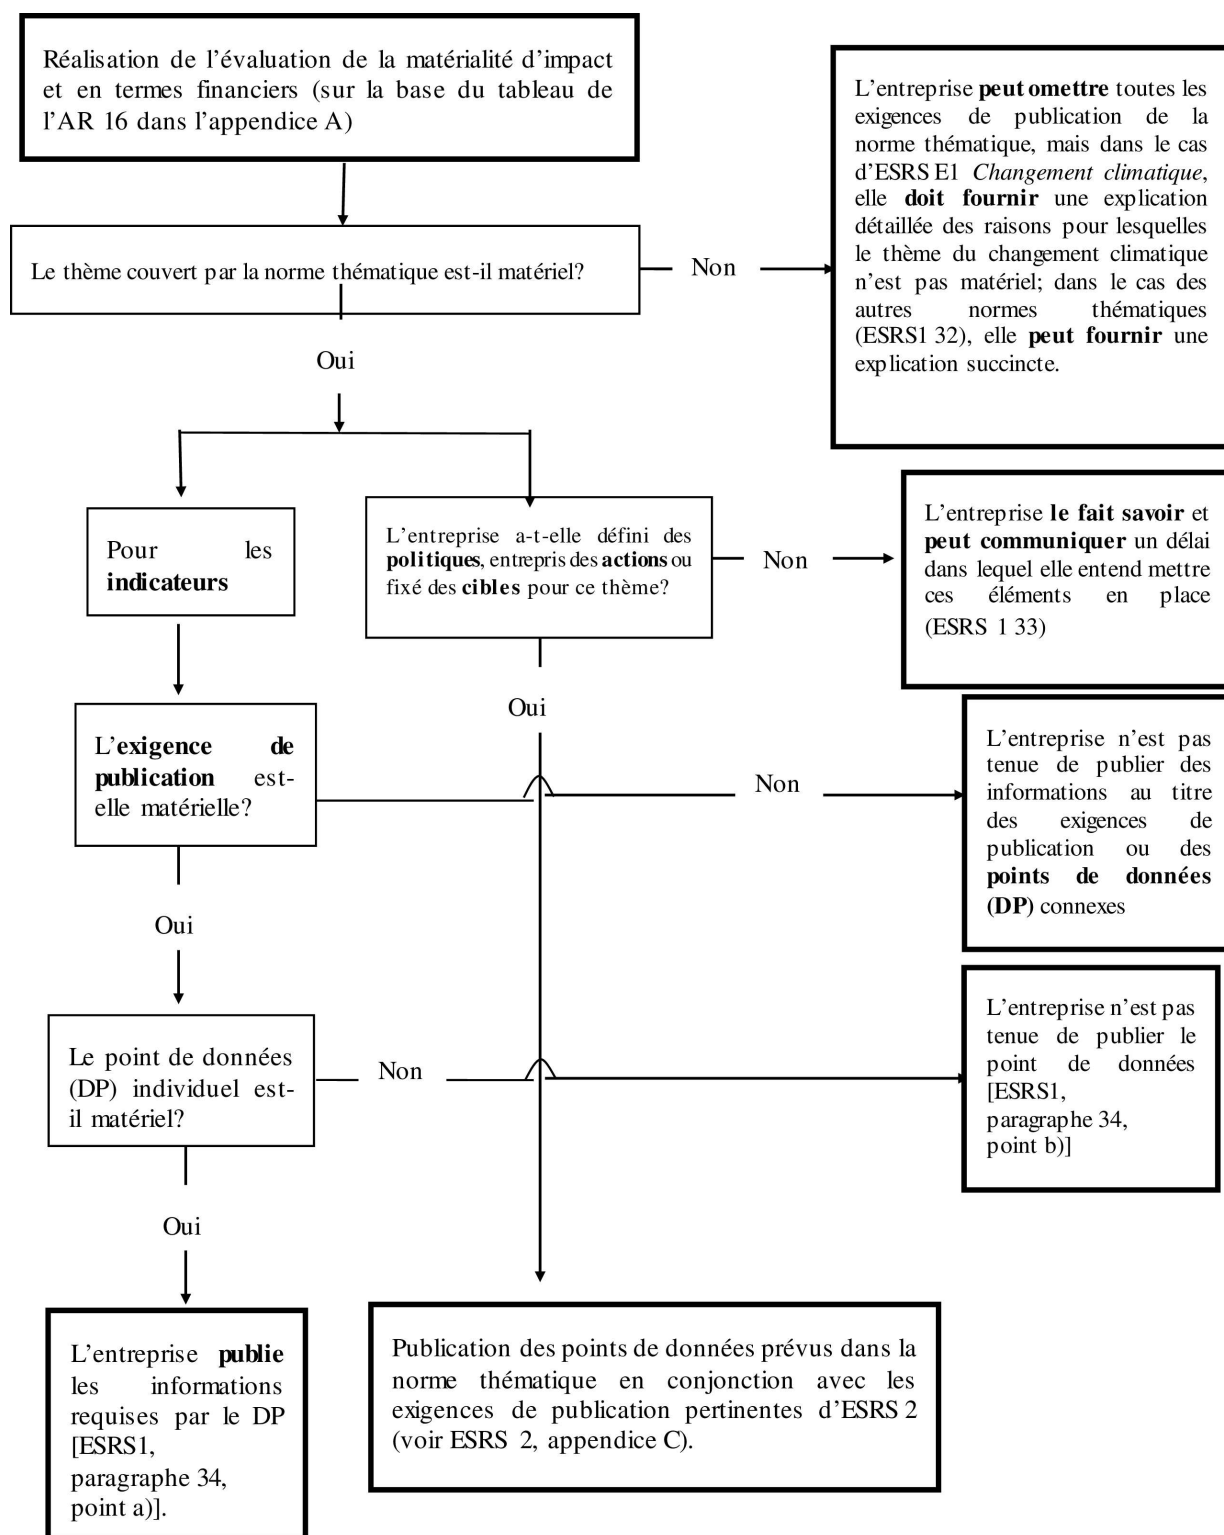 Réalisation de l’évaluation de la matérialité d’impact
et en termes financiers (sur la base du tableau de
l’AR 16 dans l’appendice A)
L’entreprise peut omettre toutes les
exigences de publication de la
norme thématique, mais dans le cas
d’ESRS E1 Changement climatique,
elle doit fournir une explication
détaillée des raisons pour lesquelles
le thème du changement climatique
n’est pas matériel; dans le cas des
autres normes thématiques
(ESRS1 32), elle peut fournir une
explication succincte.
Le thème couvert par la norme thématique est-il matériel?
Non
Oui
Pour les
indicateurs
L’entreprise a-t-elle défini des
politiques, entrepris des actions ou
fixé des cibles pour ce thème?
Non
L’entreprise le fait savoir et
peut communiquer un délai
dans lequel elle entend mettre
ces éléments en place
(ESRS 1 33)
Oui
L’exigence de
publication est-
elle matérielle?
Non
L’entreprise n’est pas
tenue de publier des
informations au titre
des exigences de
publication ou des
points de données
(DP) connexes
Oui
Le point de données
(DP) individuel est-
il matériel?
Non
L’entreprise n’est pas
tenue de publier le
point de données
[ESRS1,
paragraphe 34,
point b)]
Oui
L’entreprise publie
les informations
requises par le DP
[ESRS1,
paragraphe 34,
point a)].
Publication des points de données prévus dans la
norme thématique en conjonction avec les
exigences de publication pertinentes d’ESRS 2
(voir ESRS 2, appendice C).